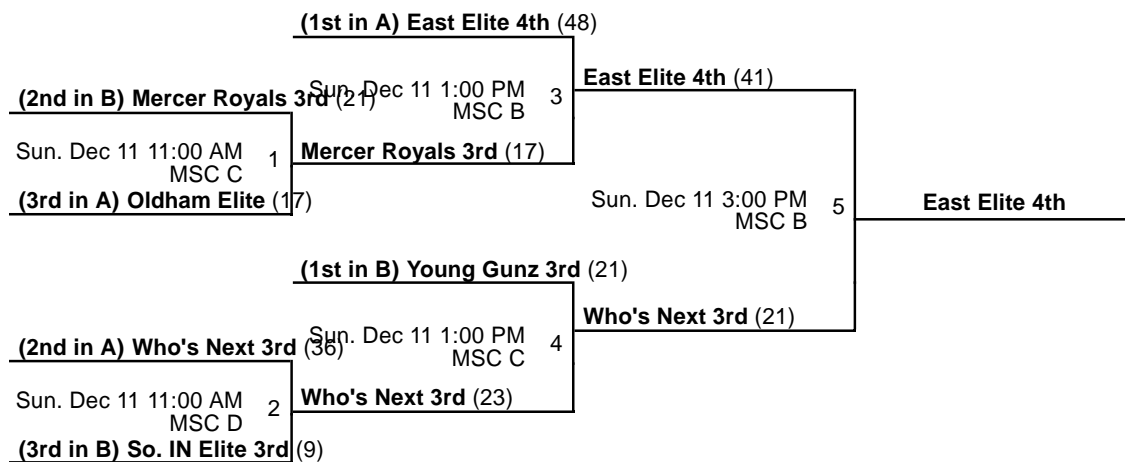 (1st in A) East Elite 4th (48)
Sun. Dec 11 1:00 PM
MSC B
3
East Elite 4th (41)
(2nd in B) Mercer Royals 3rd (21)
Sun. Dec 11 11:00 AM
MSC C
1
Mercer Royals 3rd (17)
(3rd in A) Oldham Elite (17)
Sun. Dec 11 3:00 PM
MSC B
5
East Elite 4th
(1st in B) Young Gunz 3rd (21)
Sun. Dec 11 1:00 PM
MSC C
4
Who's Next 3rd (21)
(2nd in A) Who's Next 3rd (36)
Sun. Dec 11 11:00 AM
MSC D
2
Who's Next 3rd (23)
(3rd in B) So. IN Elite 3rd (9)